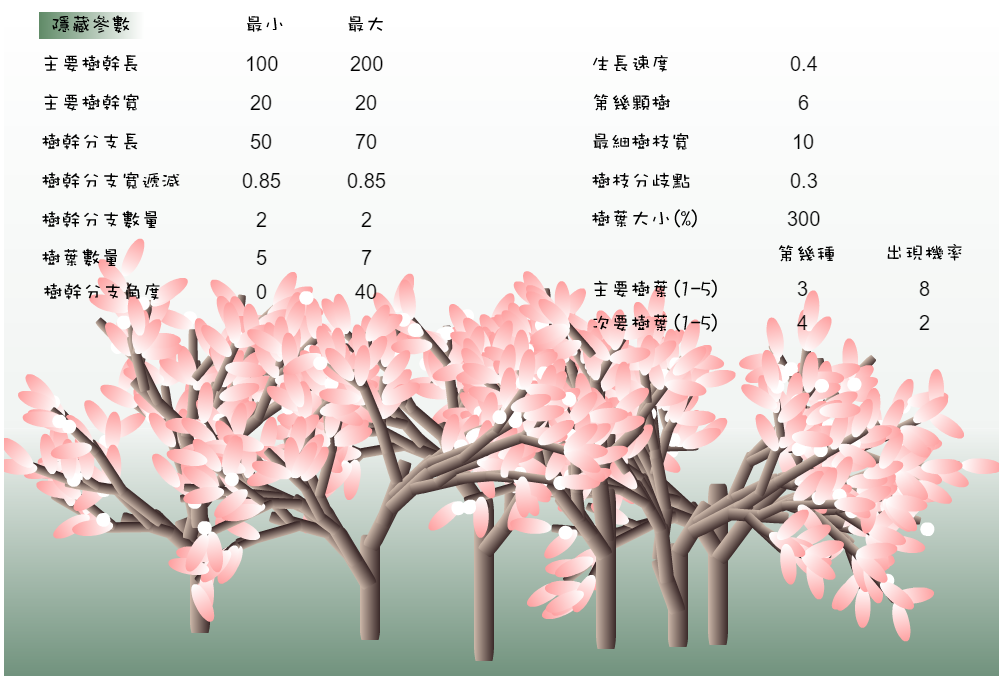 隱藏參數 最小 最大
主要樹幹長 100 200
主要樹幹寬 20 20
樹幹分支長 50 70
樹幹分支寬遞減 0.85 0.85
樹幹分支數量 2 2
樹葉數量 5 7
樹幹分支角度 0 40
生長速度 0.4
第幾顆樹 6
最細樹枝寬 10
樹枝分歧點 0.3
樹葉大小(%) 300
第幾種 出現機率
主要樹葉(1-5) 3 8
次要樹葉(1-5) 4 2